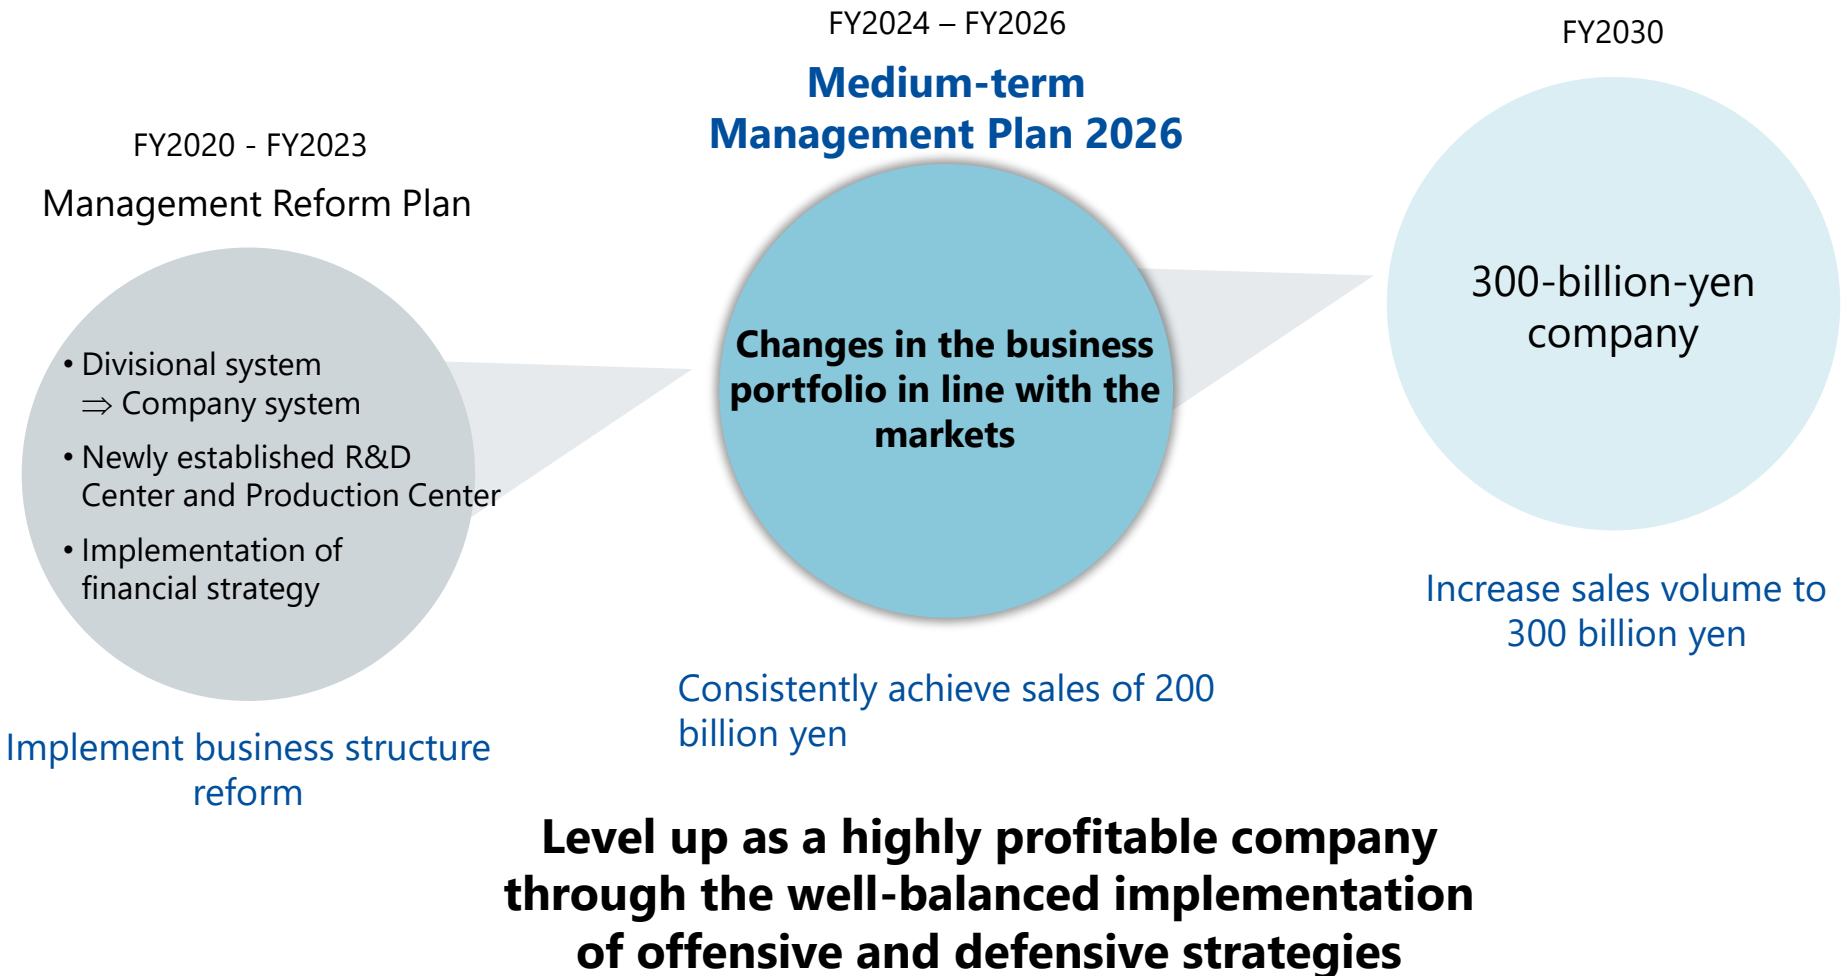 FY2020 - FY2023
Management Reform Plan
• Divisional system
⇒ Company system
• Newly established R&D
Center and Production Center
• Implementation of
financial strategy
Implement business structure
reform
FY2024 – FY2026
Medium-term
Management Plan 2026
Changes in the business
portfolio in line with the
markets
Consistently achieve sales of 200
billion yen
FY2030
300-billion-yen
company
Increase sales volume to
300 billion yen
Level up as a highly profitable company
through the well-balanced implementation
of offensive and defensive strategies